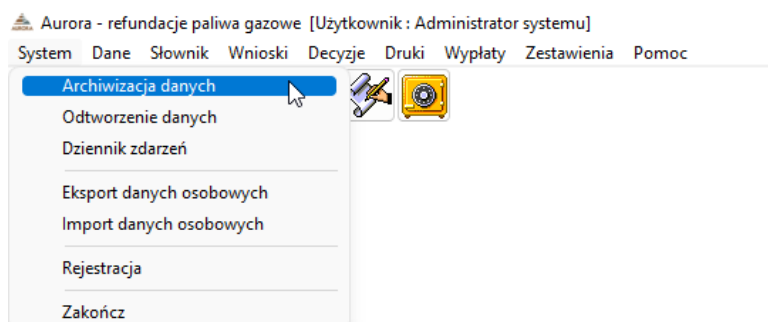 Aurora - refundacje paliwa gazowe [Użytkownik : Administrator systemu]
System Dane Słownik Wnioski Decyzje Druki Wypłaty Zestawienia Pomoc
Archiwizacja danych
Odtworzenie danych
Dziennik zdarzeń
Eksport danych osobowych
Import danych osobowych
Rejestracja
Zakończ